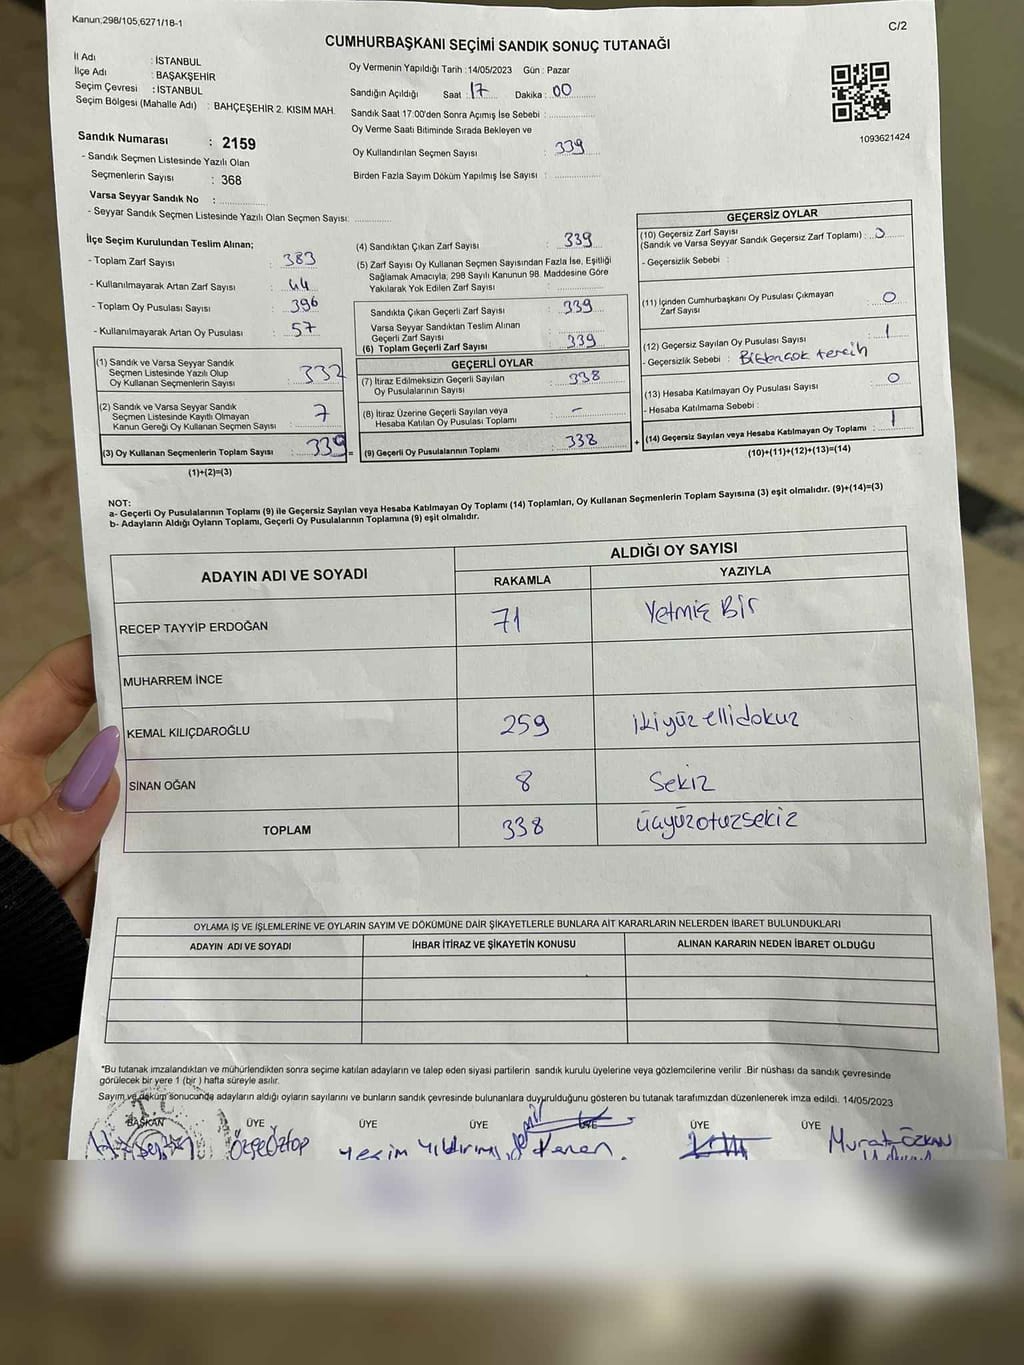 Kanun:298/105,6271/18-1
C/2
CUMHURBAŞKANI SEÇİMİ SANDIK SONUÇ TUTANAĞI
İl Adı : İSTANBUL
İlçe Adı : BAŞAKŞEHİR
Seçim Çevresi : İSTANBUL
Seçim Bölgesi (Mahalle Adı) : BAHÇEŞEHİR 2. KISIM MAH.
Sandık Numarası : 2159
- Sandık Seçmen Listesinde Yazılı Olan
Seçmenlerin Sayısı : 368
Varsa Seyyar Sandık No :
- Seyyar Sandık Seçmen Listesinde Yazılı Olan Seçmen Sayısı:
Oy Vermenin Yapıldığı Tarih :14/05/2023 Gün : Pazar
Sandığın Açıldığı Saat : 17 Dakika : 00
Sandık Saat 17:00'den Sonra Açımış İse Sebebi :
Oy Verme Saati Bitiminde Sırada Bekleyen ve
Oy Kullandırılan Seçmen Sayısı : 339
Birden Fazla Sayım Döküm Yapılmış İse Sayısı :
1093621424
İlçe Seçim Kurulundan Teslim Alınan;
- Toplam Zarf Sayısı : 383
- Kullanılmayarak Artan Zarf Sayısı : 44
- Toplam Oy Pusulası Sayısı : 396
- Kullanılmayarak Artan Oy Pusulası : 57
(1) Sandık ve Varsa Seyyar Sandık
Seçmen Listesinde Yazılı Olup
Oy Kullanan Seçmenlerin Sayısı : 332
(2) Sandık ve Varsa Seyyar Sandık
Seçmen Listesinde Kayıtlı Olmayan
Kanun Gereği Oy Kullanan Seçmen Sayısı : 7
(3) Oy Kullanan Seçmenlerin Toplam Sayısı : 339 =
(1)+(2)=(3)
(4) Sandıktan Çıkan Zarf Sayısı : 339
(5) Zarf Sayısı Oy Kullanan Seçmen Sayısından Fazla İse, Eşitliği
Sağlamak Amacıyla, 298 Sayılı Kanunun 98. Maddesine Göre
Yakılarak Yok Edilen Zarf Sayısı :
Sandıkta Çıkan Geçerli Zarf Sayısı : 339
Varsa Seyyar Sandıktan Teslim Alınan
Geçerli Zarf Sayısı :
(6) Toplam Geçerli Zarf Sayısı : 339
GEÇERLİ OYLAR
(7) İtiraz Edilmeksizin Geçerli Sayılan
Oy Pusulalarının Sayısı : 338
(8) İtiraz Üzerine Geçerli Sayılan veya
Hesaba Katılan Oy Pusulası Toplamı : -
(9) Geçerli Oy Pusulalarının Toplamı : 338 +
GEÇERSİZ OYLAR
(10) Geçersiz Zarf Sayısı
(Sandık ve Varsa Seyyar Sandık Geçersiz Zarf Toplamı) : 0
- Geçersizlik Sebebi :
(11) İçinden Cumhurbaşkanı Oy Pusulası Çıkmayan
Zarf Sayısı : 0
(12) Geçersiz Sayılan Oy Pusulası Sayısı : 1
- Geçersizlik Sebebi : Birden çok tercih
(13) Hesaba Katılmayan Oy Pusulası Sayısı : 0
- Hesaba Katılmama Sebebi :
(14) Geçersiz Sayılan veya Hesaba Katılmayan Oy Toplamı : 1
(10)+(11)+(12)+(13)=(14)
NOT:
a- Geçerli Oy Pusulalarının Toplamı (9) ile Geçersiz Sayılan veya Hesaba Katılmayan Oy Toplamı (14) Toplamları, Oy Kullanan Seçmenlerin Toplam Sayısına (3) eşit olmalıdır. (9)+(14)=(3)
b- Adayların Aldığı Oyların Toplamı, Geçerli Oy Pusulalarının Toplamına (9) eşit olmalıdır.
ADAYIN ADI VE SOYADI
ALDIĞI OY SAYISI
RAKAMLA YAZIYLA
RECEP TAYYİP ERDOĞAN 71 Yetmiş Bir
MUHARREM İNCE
KEMAL KILIÇDAROĞLU 259 ikiyüz ellidokuz
SİNAN OĞAN 8 Sekiz
TOPLAM 338 üçyüzotuzsekiz
OYLAMA İŞ VE İŞLEMLERİNE VE OYLARIN SAYIM VE DÖKÜMÜNE DAİR ŞİKAYETLERLE BUNLARA AİT KARARLARIN NELERDEN İBARET BULUNDUKLARI
ADAYIN ADI VE SOYADI İHBAR İTİRAZ VE ŞİKAYETİN KONUSU ALINAN KARARIN NEDEN İBARET OLDUĞU
*Bu tutanak imzalandıktan ve mühürlendikten sonra seçime katılan adayların ve talep eden siyasi partilerin sandık kurulu üyelerine veya gözlemcilerine verilir .Bir nüshası da sandık çevresinde
görülecek bir yere 1 (bir ) hafta süreyle asılır.
Sayım ve döküm sonucunda adayların aldığı oyların sayılarını ve bunların sandık çevresinde bulunanlara duyurulduğunu gösteren bu tutanak tarafımızdan düzenlenerek imza edildi. 14/05/2023
T.C.
BAŞKAN ÜYE ÜYE ÜYE ÜYE ÜYE ÜYE
Özge Öztop Yesim Yıldırım Kenan Murat ÖZKAN